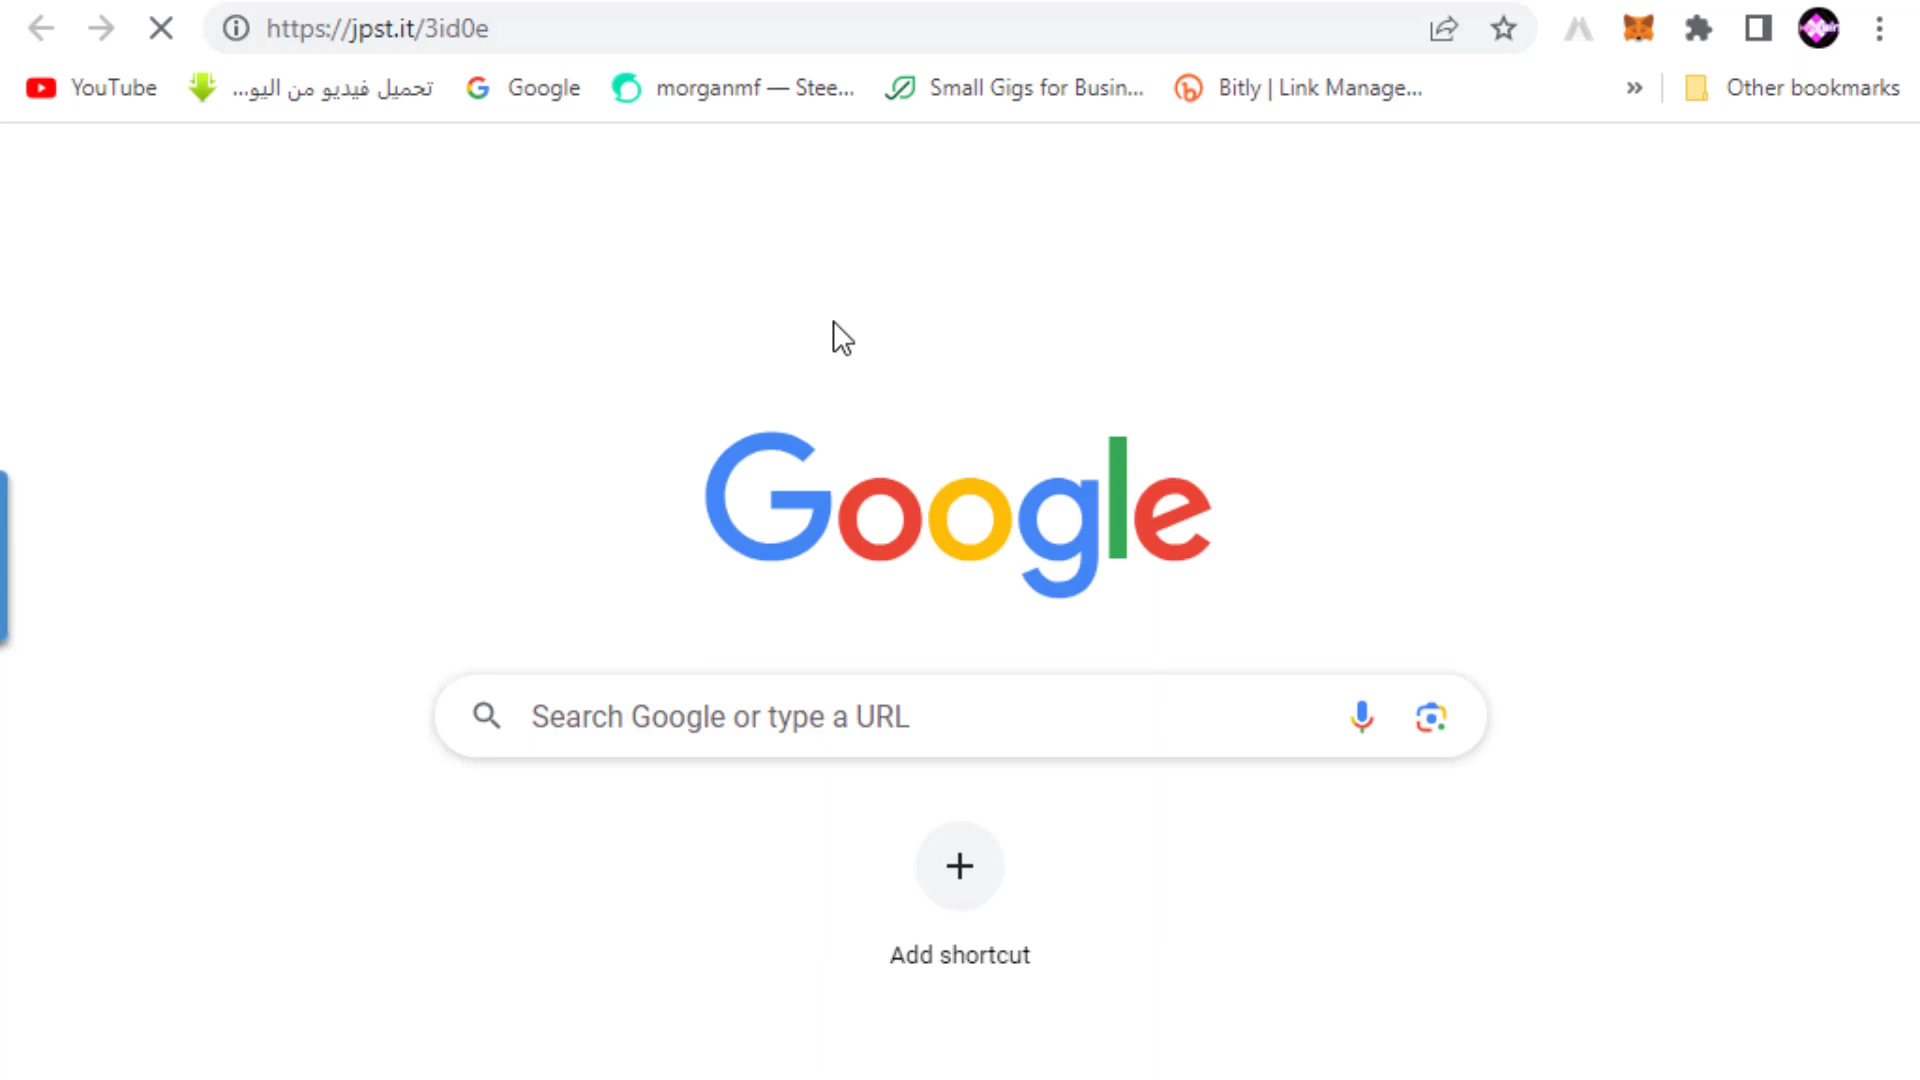 https://jpst.it/3id0e
YouTube
تحميل فيديو من اليو...
Google
morganmf — Stee...
Small Gigs for Busin...
Bitly | Link Manage...
»
Other bookmarks
Google
Search Google or type a URL
Add shortcut